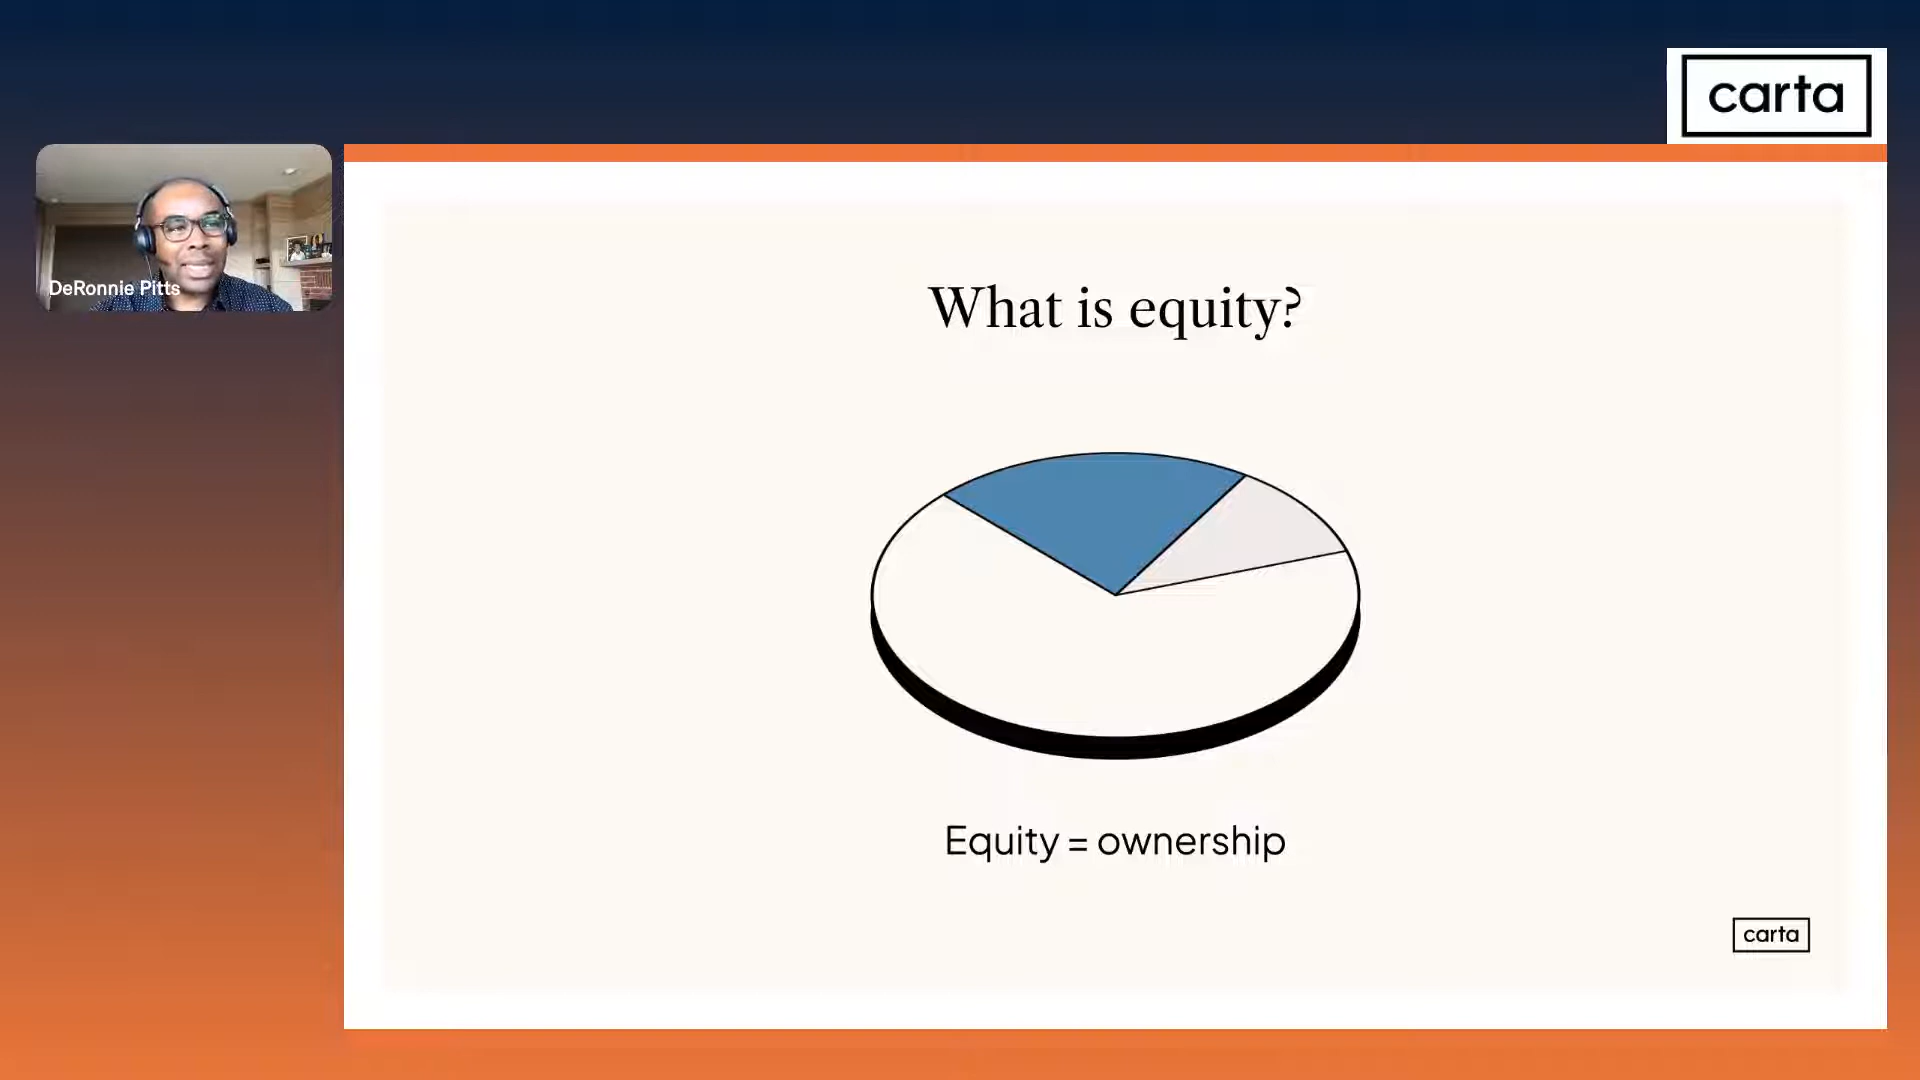 carta
DeRonnie Pitts
What is equity?
Equity = ownership
carta